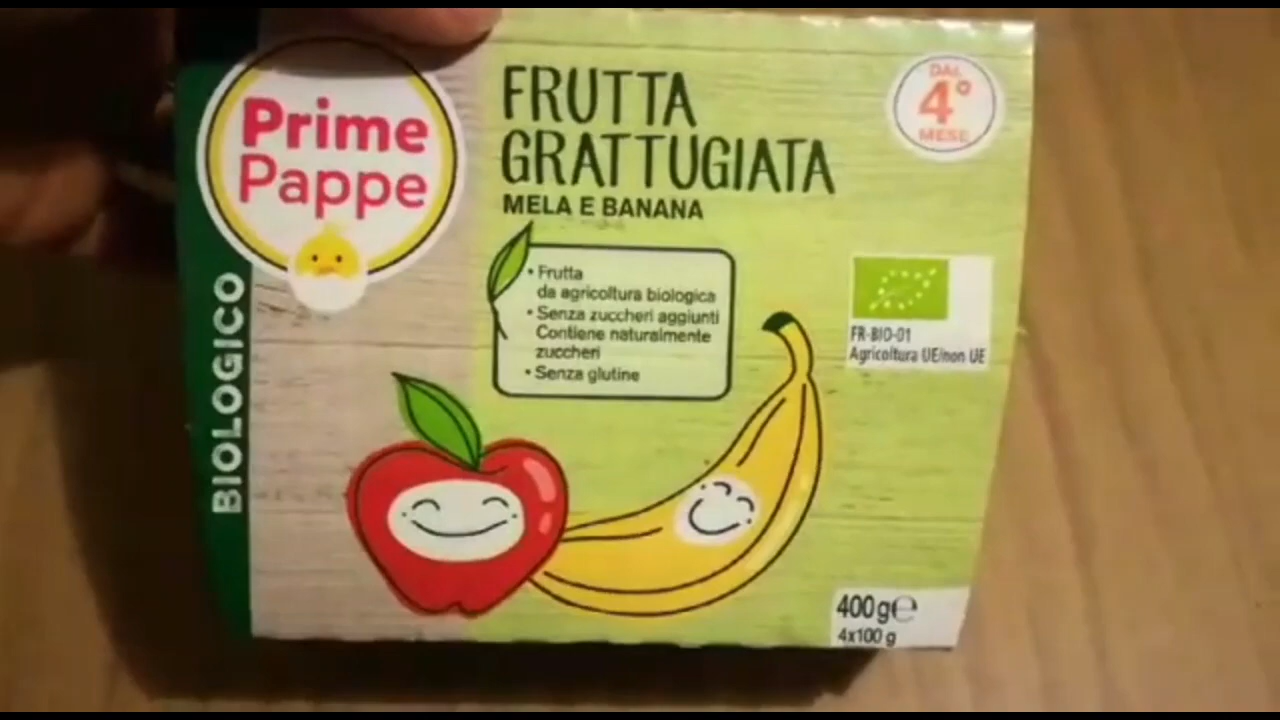 Prime
Pappe
BIOLOGICO
FRUTTA
GRATTUGIATA
MELA E BANANA
• Frutta
da agricoltura biologica
• Senza zuccheri aggiunti
Contiene naturalmente
zuccheri
• Senza glutine
DAL
4°
MESE
FR-BIO-01
Agricoltura UE/non UE
400 g℮
4x100 g